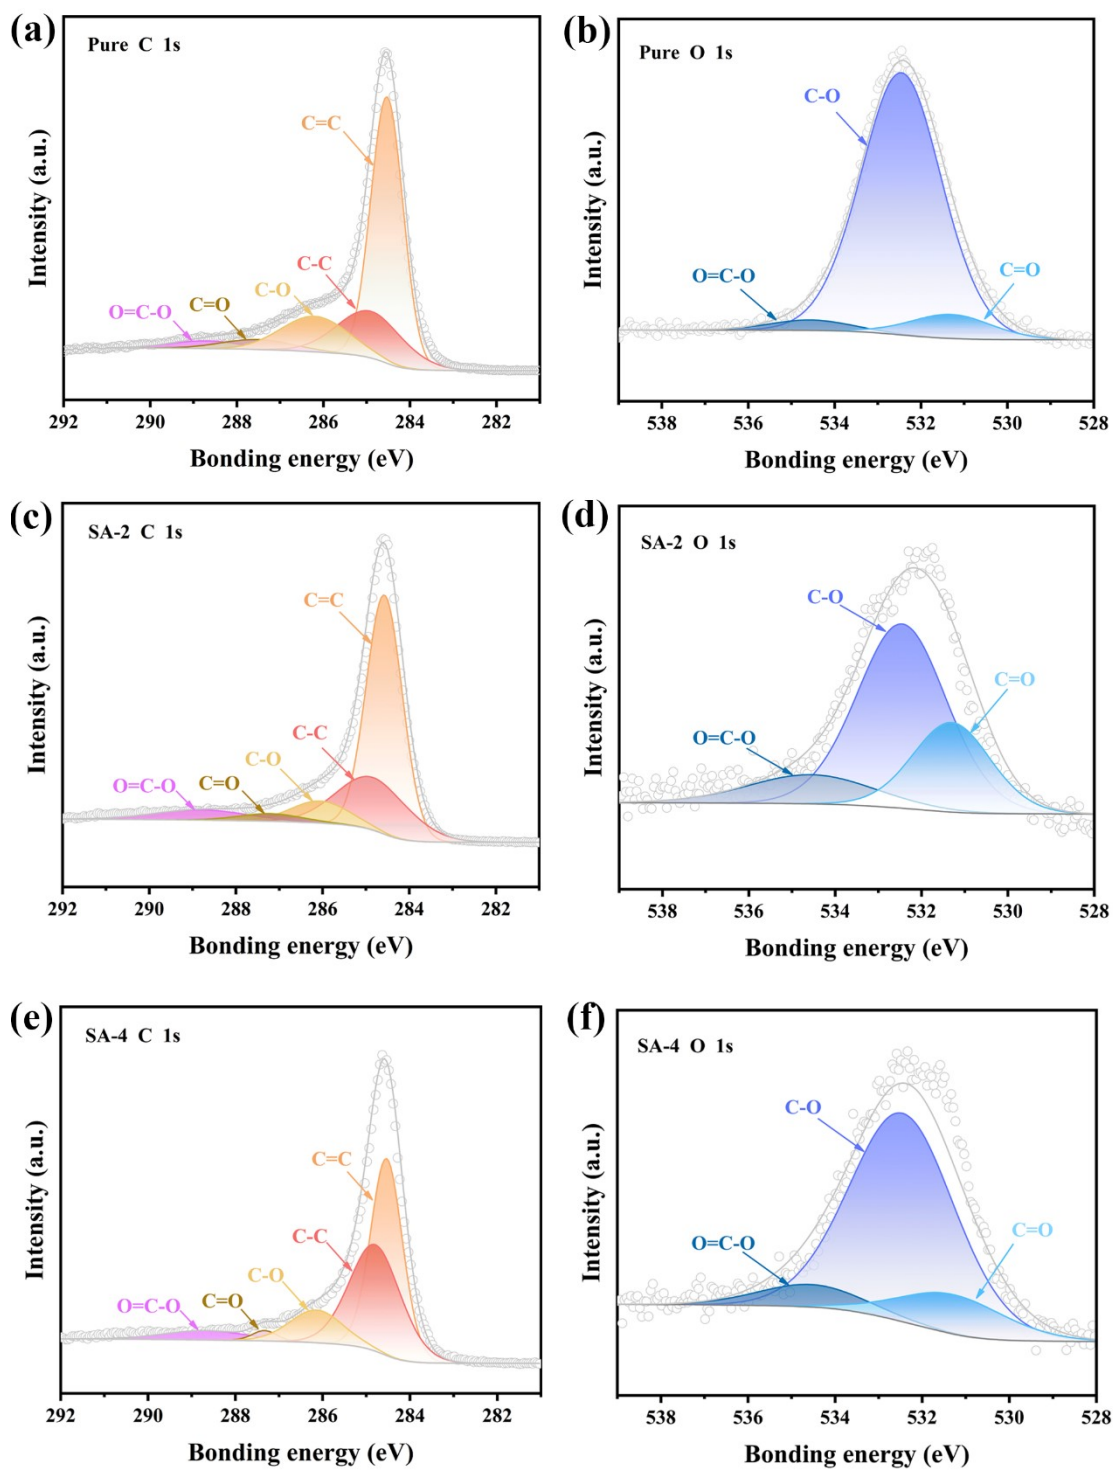 (a)
Pure C 1s
C=C
C-C
C-O
C=O
O=C-O
Intensity (a.u.)
292 290 288 286 284 282
Bonding energy (eV)
(b)
Pure O 1s
C-O
O=C-O
C=O
Intensity (a.u.)
538 536 534 532 530 528
Bonding energy (eV)
(c)
SA-2 C 1s
C=C
C-C
C-O
C=O
O=C-O
Intensity (a.u.)
292 290 288 286 284 282
Bonding energy (eV)
(d)
SA-2 O 1s
C-O
C=O
O=C-O
Intensity (a.u.)
538 536 534 532 530 528
Bonding energy (eV)
(e)
SA-4 C 1s
C=C
C-C
C-O
C=O
O=C-O
Intensity (a.u.)
292 290 288 286 284 282
Bonding energy (eV)
(f)
SA-4 O 1s
C-O
O=C-O
C=O
Intensity (a.u.)
538 536 534 532 530 528
Bonding energy (eV)